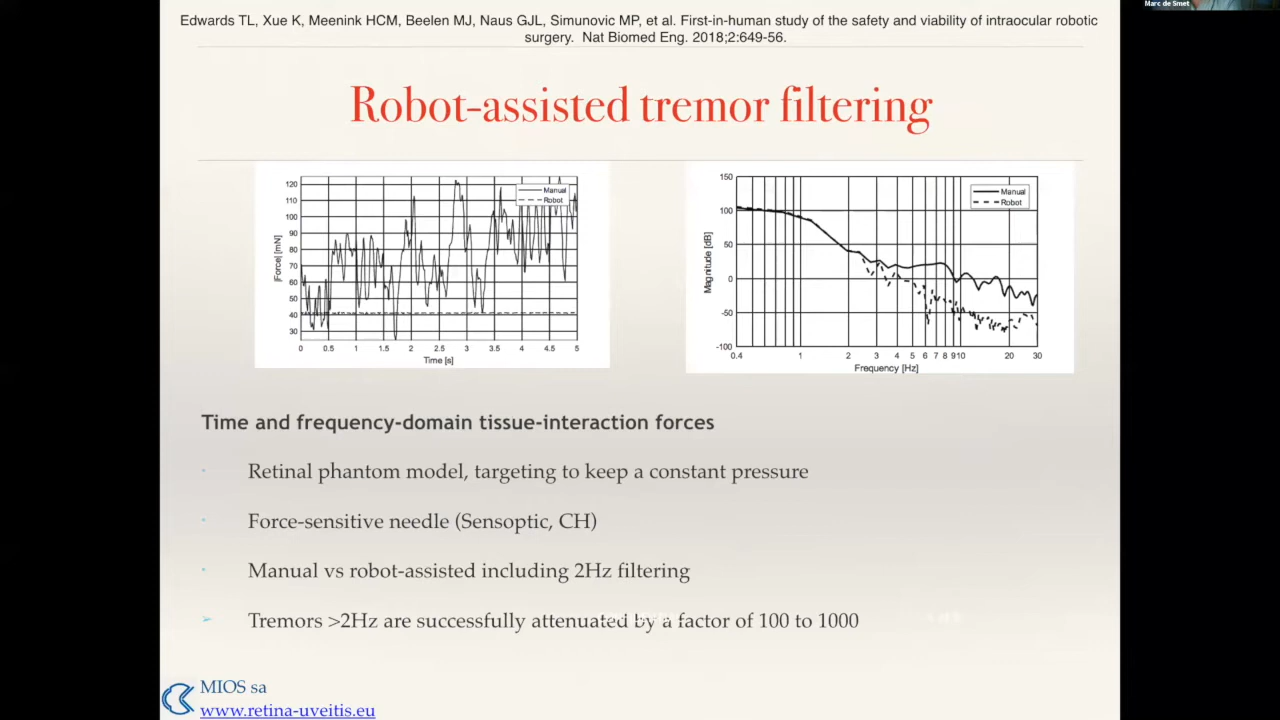 Marc de Smet
Edwards TL, Xue K, Meenink HCM, Beelen MJ, Naus GJL, Simunovic MP, et al. First-in-human study of the safety and viability of intraocular robotic
surgery. Nat Biomed Eng. 2018;2:649-56.
Robot-assisted tremor filtering
120
110
100
90
80
70
60
50
40
30
|Force| [mN]
Manual
Robot
0 0.5 1 1.5 2 2.5 3 3.5 4 4.5 5
Time [s]
150
100
50
0
-50
-100
Magnitude [dB]
Manual
Robot
0.4 1 2 3 4 5 6 7 8 9 10 20 30
Frequency [Hz]
Time and frequency-domain tissue-interaction forces
Retinal phantom model, targeting to keep a constant pressure
Force-sensitive needle (Sensoptic, CH)
Manual vs robot-assisted including 2Hz filtering
Tremors >2Hz are successfully attenuated by a factor of 100 to 1000
MIOS sa
www.retina-uveitis.eu